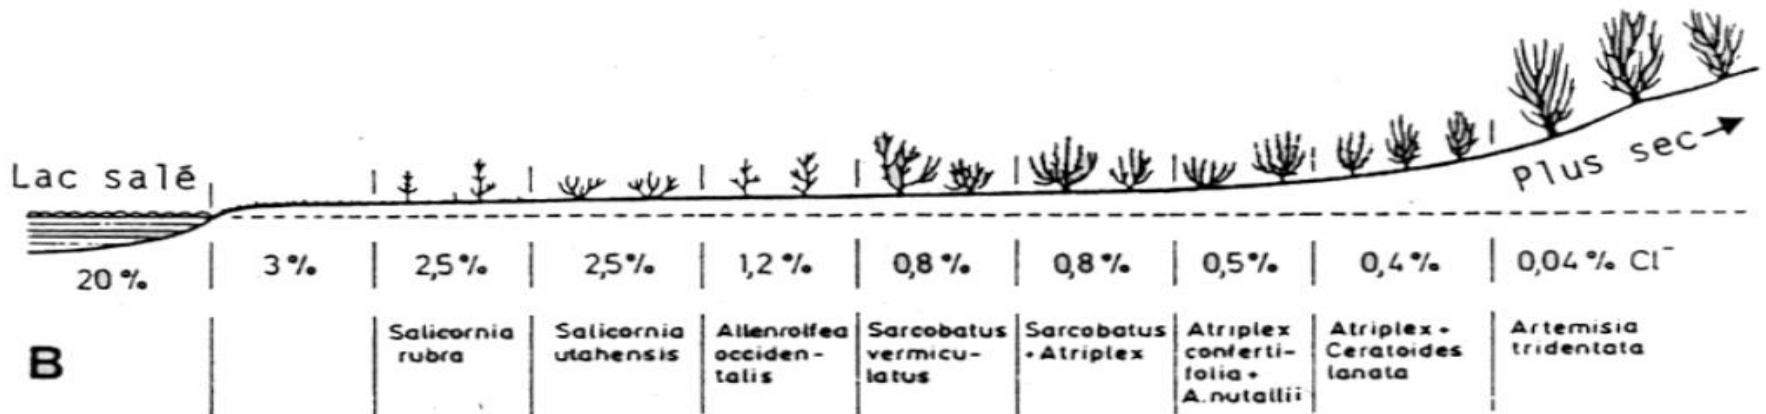 Lac salé
Plus sec
20% 3% 2,5% 2,5% 1,2% 0,8% 0,8% 0,5% 0,4% 0,04% Cl⁻
B
Salicornia
rubra
Salicornia
utahensis
Allenrolfea
occiden-
talis
Sarcobatus
vermicu-
latus
Sarcobatus
+Atriplex
Atriplex
conferti-
folia+
A.nutallii
Atriplex+
Ceratoides
lanata
Artemisia
tridentata